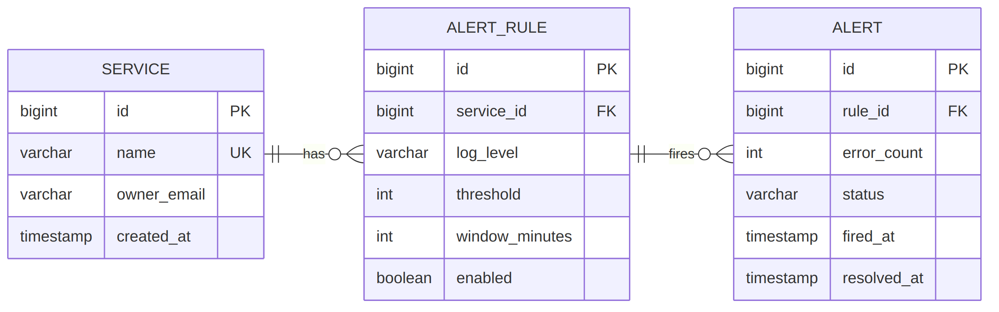 SERVICE
bigint id PK
varchar name UK
varchar owner_email
timestamp created_at
has
ALERT_RULE
bigint id PK
bigint service_id FK
varchar log_level
int threshold
int window_minutes
boolean enabled
fires
ALERT
bigint id PK
bigint rule_id FK
int error_count
varchar status
timestamp fired_at
timestamp resolved_at